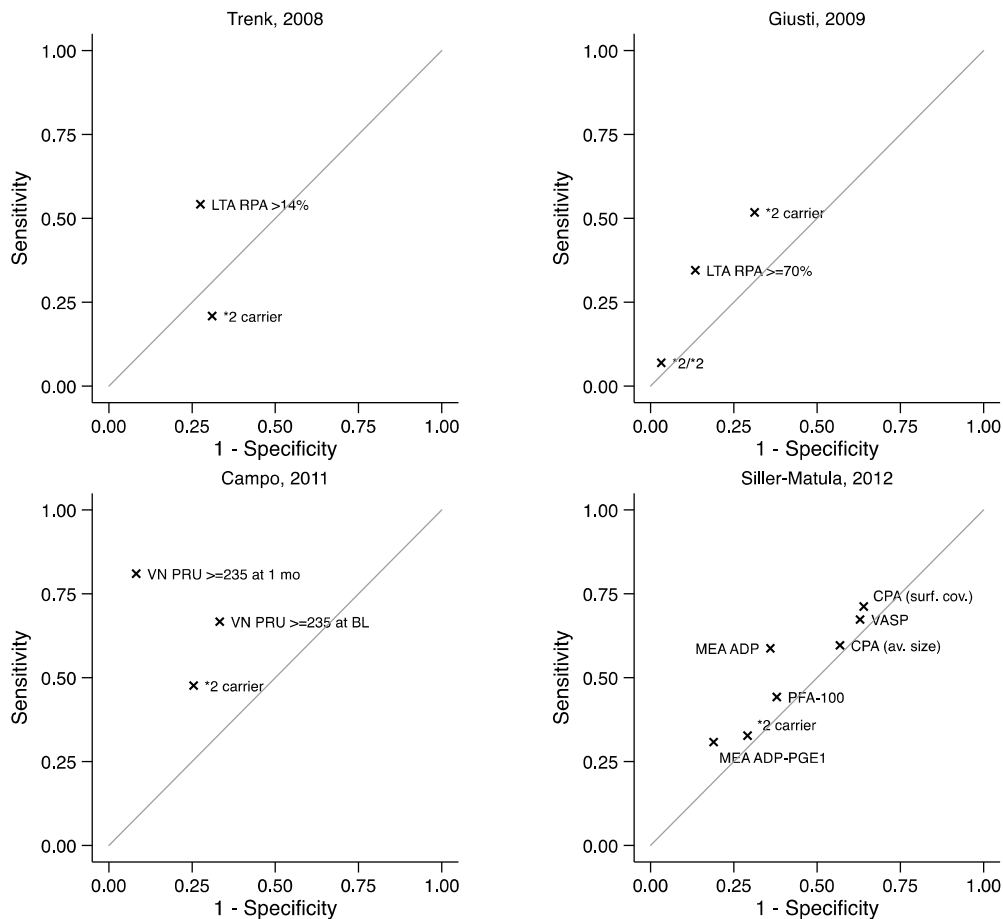 Trenk, 2008
1.00
0.75
0.50
0.25
0.00
Sensitivity
LTA RPA >14%
*2 carrier
0.00 0.25 0.50 0.75 1.00
1 - Specificity
Giusti, 2009
1.00
0.75
0.50
0.25
0.00
Sensitivity
*2 carrier
LTA RPA >=70%
*2/*2
0.00 0.25 0.50 0.75 1.00
1 - Specificity
Campo, 2011
1.00
0.75
0.50
0.25
0.00
Sensitivity
VN PRU >=235 at 1 mo
VN PRU >=235 at BL
*2 carrier
0.00 0.25 0.50 0.75 1.00
1 - Specificity
Siller-Matula, 2012
1.00
0.75
0.50
0.25
0.00
Sensitivity
CPA (surf. cov.)
VASP
CPA (av. size)
MEA ADP
PFA-100
*2 carrier
MEA ADP-PGE1
0.00 0.25 0.50 0.75 1.00
1 - Specificity